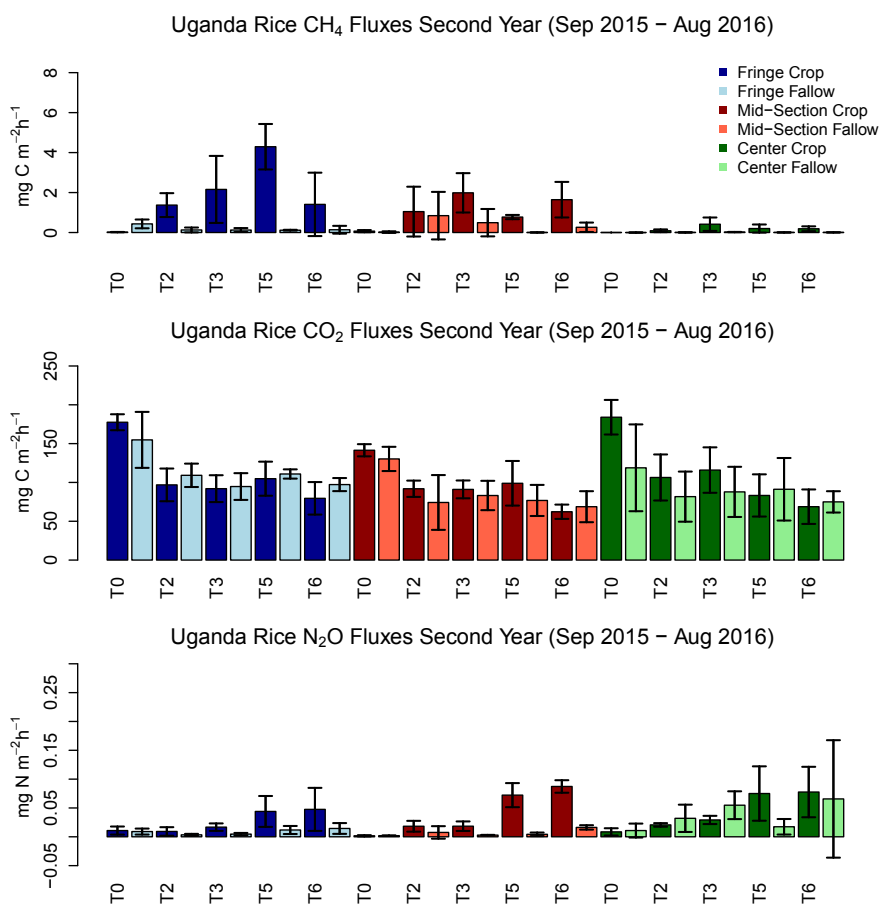 Uganda Rice CH₄ Fluxes Second Year (Sep 2015 − Aug 2016)
mg C m⁻²h⁻¹
8
6
4
2
0
Fringe Crop
Fringe Fallow
Mid−Section Crop
Mid−Section Fallow
Center Crop
Center Fallow
T0 T2 T3 T5 T6 T0 T2 T3 T5 T6 T0 T2 T3 T5 T6
Uganda Rice CO₂ Fluxes Second Year (Sep 2015 − Aug 2016)
mg C m⁻²h⁻¹
250
150
50
0
T0 T2 T3 T5 T6 T0 T2 T3 T5 T6 T0 T2 T3 T5 T6
Uganda Rice N₂O Fluxes Second Year (Sep 2015 − Aug 2016)
mg N m⁻²h⁻¹
0.25
0.15
0.05
−0.05
T0 T2 T3 T5 T6 T0 T2 T3 T5 T6 T0 T2 T3 T5 T6